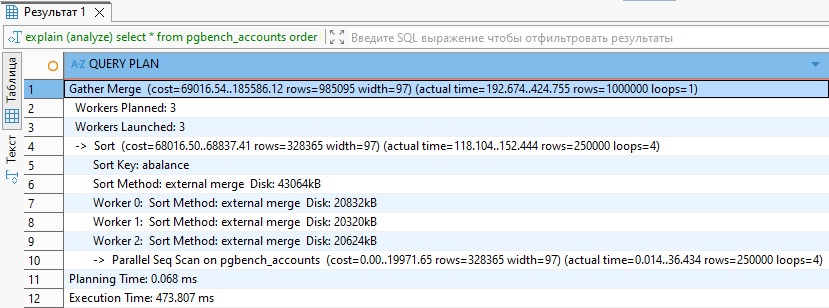 Результат 1
explain (analyze) select * from pgbench_accounts order
Введите SQL выражение чтобы отфильтровать результаты
Таблица
Текст
A-Z QUERY PLAN
1 Gather Merge (cost=69016.54..185586.12 rows=985095 width=97) (actual time=192.674..424.755 rows=1000000 loops=1)
2 Workers Planned: 3
3 Workers Launched: 3
4 -> Sort (cost=68016.50..68837.41 rows=328365 width=97) (actual time=118.104..152.444 rows=250000 loops=4)
5 Sort Key: abalance
6 Sort Method: external merge Disk: 43064kB
7 Worker 0: Sort Method: external merge Disk: 20832kB
8 Worker 1: Sort Method: external merge Disk: 20320kB
9 Worker 2: Sort Method: external merge Disk: 20624kB
10 -> Parallel Seq Scan on pgbench_accounts (cost=0.00..19971.65 rows=328365 width=97) (actual time=0.014..36.434 rows=250000 loops=4)
11 Planning Time: 0.068 ms
12 Execution Time: 473.807 ms